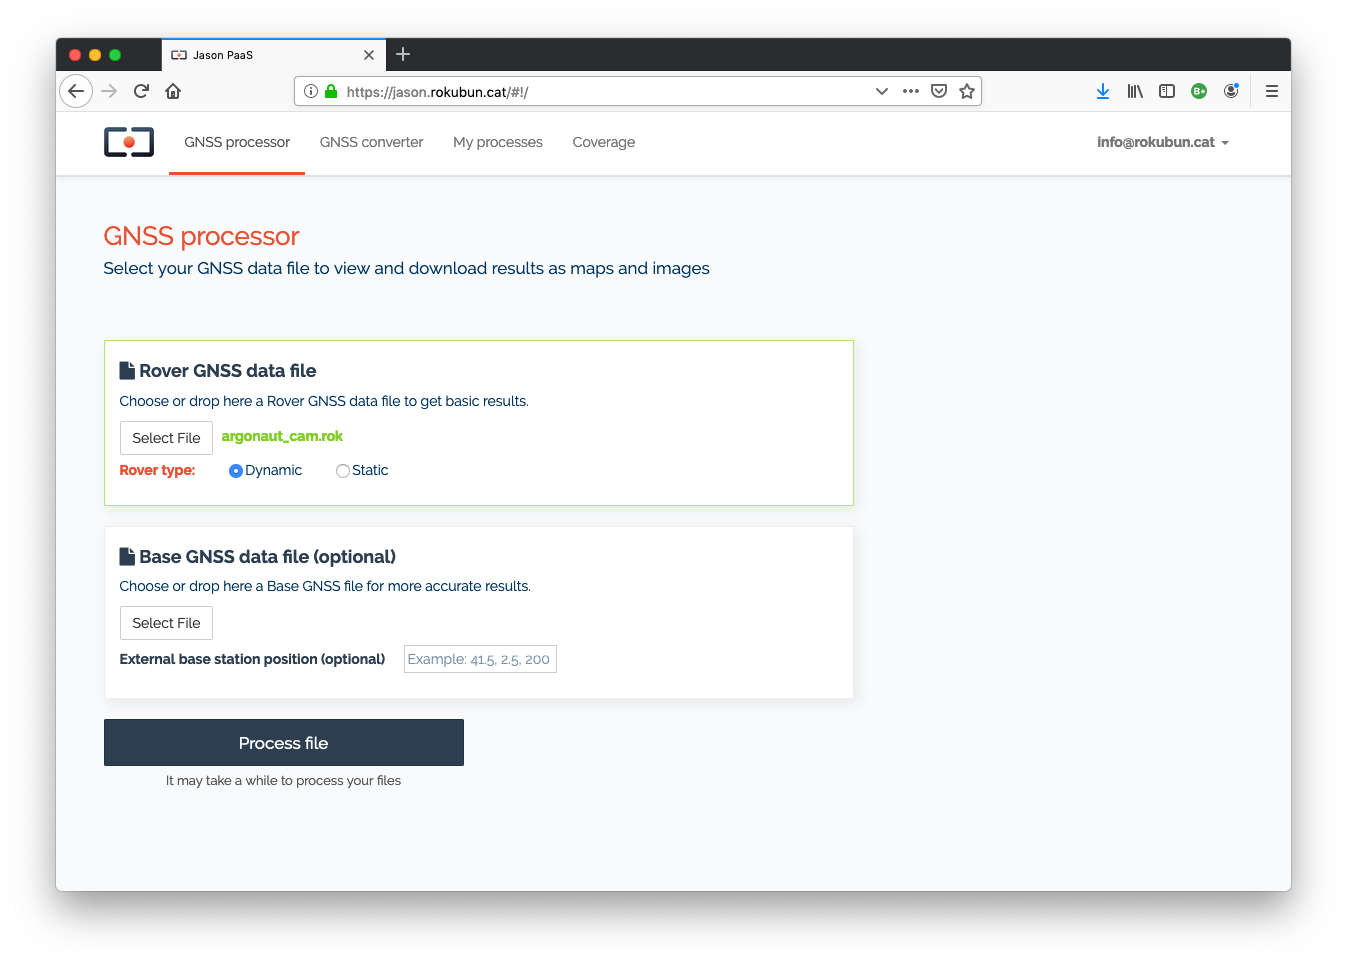 Jason PaaS
https://jason.rokubun.cat/#!/
B+
GNSS processor
GNSS converter
My processes
Coverage
info@rokubun.cat
GNSS processor
Select your GNSS data file to view and download results as maps and images
Rover GNSS data file
Choose or drop here a Rover GNSS data file to get basic results.
Select File argonaut_cam.rok
Rover type: Dynamic Static
Base GNSS data file (optional)
Choose or drop here a Base GNSS file for more accurate results.
Select File
External base station position (optional) Example: 41.5, 2.5, 200
Process file
It may take a while to process your files